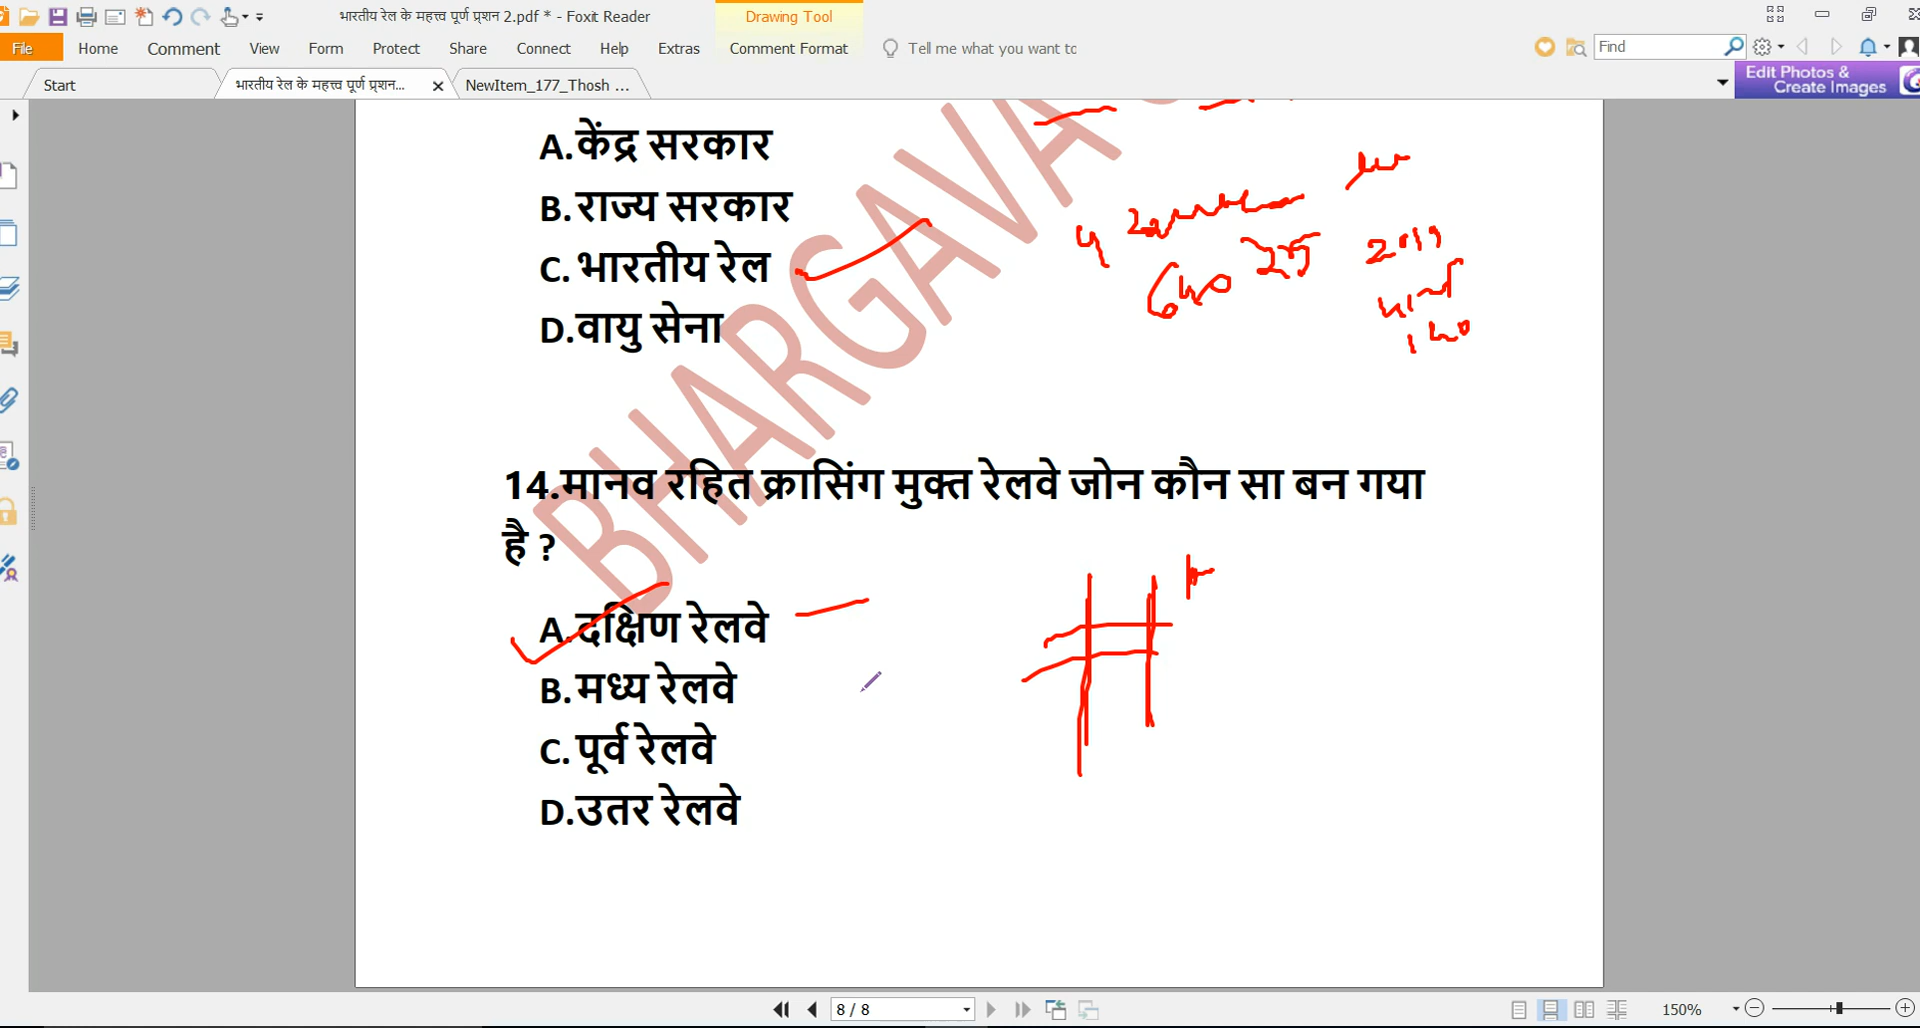 भारतीय रेल के महत्त्व पूर्ण प्रशन 2.pdf * - Foxit Reader
Drawing Tool
File Home Comment View Form Protect Share Connect Help Extras Comment Format Tell me what you want to Find
Start भारतीय रेल के महत्त्व पूर्ण प्रशन... NewItem_177_Thosh ...
Edit Photos &
Create Images
A.केंद्र सरकार
B.राज्य सरकार
C. भारतीय रेल
D.वायु सेना
2019
BHARGAVA
14.मानव रहित क्रासिंग मुक्त रेलवे जोन कौन सा बन गया
है ?
A.दक्षिण रेलवे
B.मध्य रेलवे
C. पूर्व रेलवे
D.उतर रेलवे
8 / 8
150%